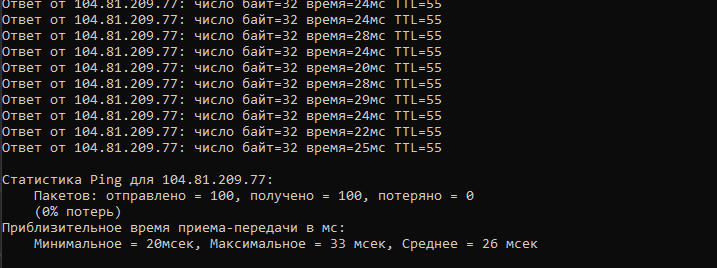 Ответ от 104.81.209.77: число байт=32 время=24мс TTL=55
Ответ от 104.81.209.77: число байт=32 время=24мс TTL=55
Ответ от 104.81.209.77: число байт=32 время=28мс TTL=55
Ответ от 104.81.209.77: число байт=32 время=24мс TTL=55
Ответ от 104.81.209.77: число байт=32 время=20мс TTL=55
Ответ от 104.81.209.77: число байт=32 время=28мс TTL=55
Ответ от 104.81.209.77: число байт=32 время=29мс TTL=55
Ответ от 104.81.209.77: число байт=32 время=24мс TTL=55
Ответ от 104.81.209.77: число байт=32 время=22мс TTL=55
Ответ от 104.81.209.77: число байт=32 время=25мс TTL=55
Статистика Ping для 104.81.209.77:
Пакетов: отправлено = 100, получено = 100, потеряно = 0
(0% потерь)
Приблизительное время приема-передачи в мс:
Минимальное = 20мсек, Максимальное = 33 мсек, Среднее = 26 мсек